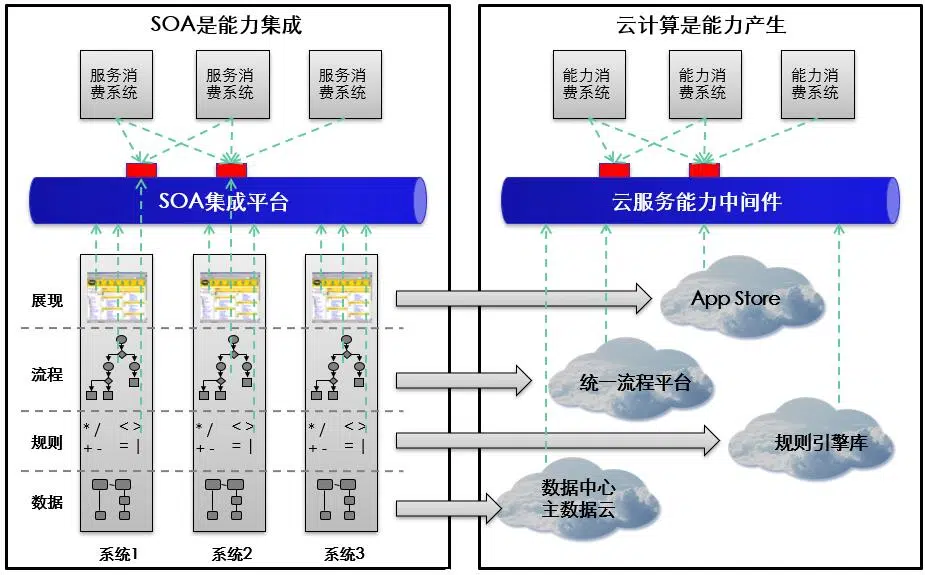 SOA是能力集成
服务消
费系统
服务消
费系统
服务消
费系统
SOA集成平台
展现
流程
规则
* /
< >
+ -
= |
* /
< >
+ -
= |
* /
< >
+ -
= |
数据
系统1
系统2
系统3
云计算是能力产生
能力消
费系统
能力消
费系统
能力消
费系统
云服务能力中间件
App Store
统一流程平台
规则引擎库
数据中心
主数据云